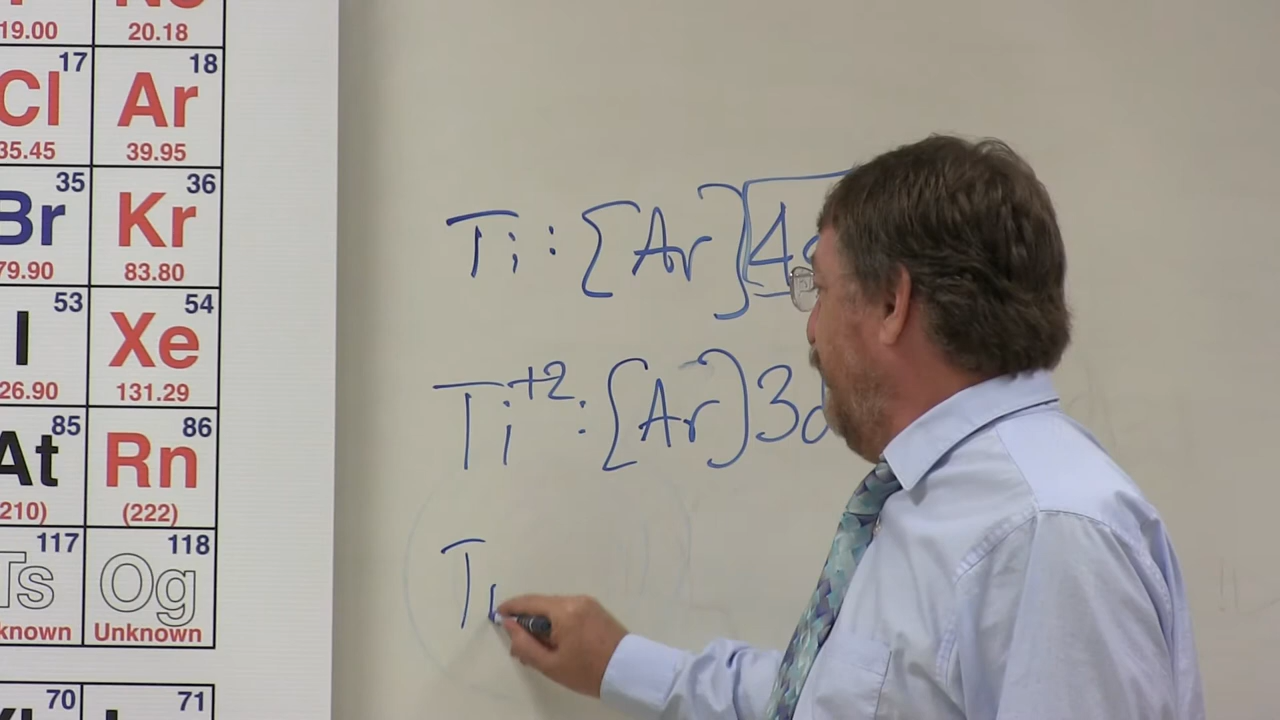 19.00 20.18
17 18
Cl Ar
35.45 39.95
35 36
Br Kr
79.90 83.80
53 54
I Xe
26.90 131.29
85 86
At Rn
210) (222)
117 118
Ts Og
known Unknown
70 71
Ti : [Ar] 4
Ti+2 : [Ar] 3d
Ti